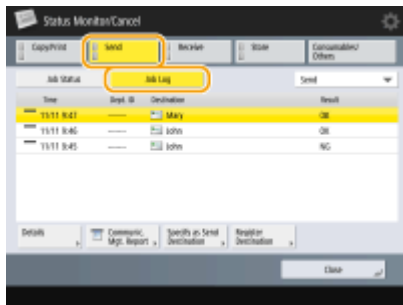 Status Monitor/Cancel
Copy/Print
Send
Receive
Store
Consumables/
Others
Job Status
Job Log
Send
Time
Dept. ID
Destination
Result
11/11 9:47
-----
Mary
OK
11/11 9:46
-----
John
OK
11/11 9:45
-----
John
NG
Details
Communic.
Mgt. Report
Specify as Send
Destination
Register
Destination
Close